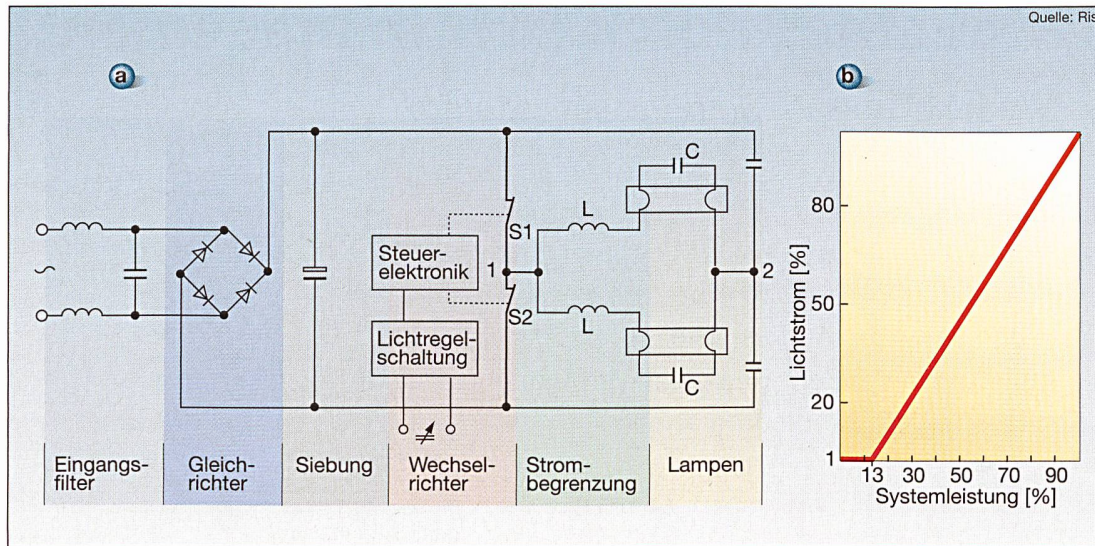 Quelle: Ris
a
b
C
L
S1
Steuer-
elektronik
1
2
S2
L
Lichtregel-
schaltung
C
Eingangs-
filter
Gleich-
richter
Siebung
Wechsel-
richter
Strom-
begrenzung
Lampen
Lichtstrom [%]
80
50
20
1
13 30 50 70 90
Systemleistung [%]